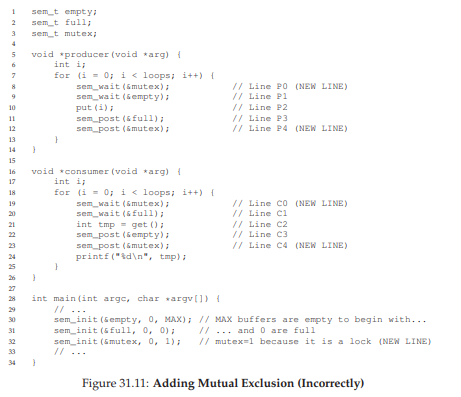 1 sem_t empty;
2 sem_t full;
3 sem_t mutex;
4
5 void *producer(void *arg) {
6     int i;
7     for (i = 0; i < loops; i++) {
8         sem_wait(&mutex);           // Line P0 (NEW LINE)
9         sem_wait(&empty);           // Line P1
10         put(i);                     // Line P2
11         sem_post(&full);            // Line P3
12         sem_post(&mutex);           // Line P4 (NEW LINE)
13     }
14 }
15
16 void *consumer(void *arg) {
17     int i;
18     for (i = 0; i < loops; i++) {
19         sem_wait(&mutex);           // Line C0 (NEW LINE)
20         sem_wait(&full);            // Line C1
21         int tmp = get();            // Line C2
22         sem_post(&empty);           // Line C3
23         sem_post(&mutex);           // Line C4 (NEW LINE)
24         printf("%d\n", tmp);
25     }
26 }
27
28 int main(int argc, char *argv[]) {
29     // ...
30     sem_init(&empty, 0, MAX); // MAX buffers are empty to begin with...
31     sem_init(&full, 0, 0);    // ... and 0 are full
32     sem_init(&mutex, 0, 1);   // mutex=1 because it is a lock (NEW LINE)
33     // ...
34 }
Figure 31.11: Adding Mutual Exclusion (Incorrectly)